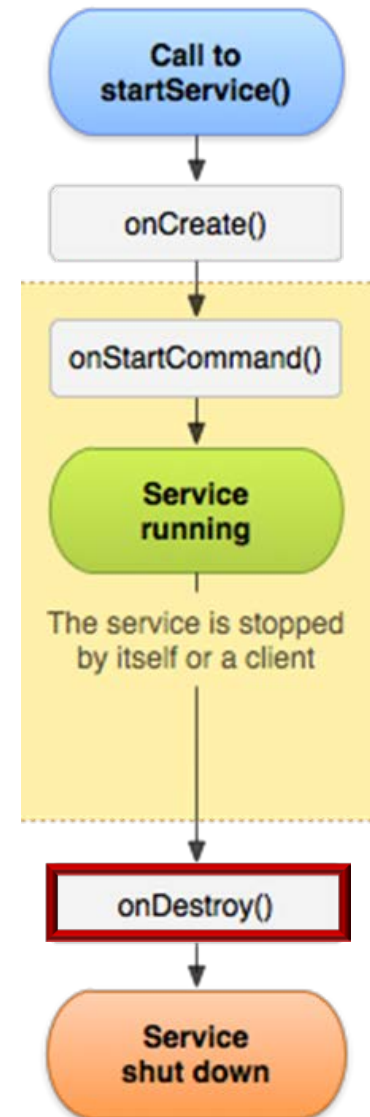 Call to
startService()
onCreate()
onStartCommand()
Service
running
The service is stopped
by itself or a client
onDestroy()
Service
shut down